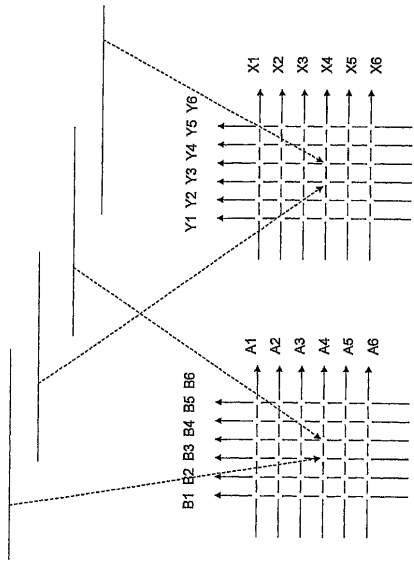 B1 B2 B3 B4 B5 B6
A1
A2
A3
A4
A5
A6
Y1 Y2 Y3 Y4 Y5 Y6
X1
X2
X3
X4
X5
X6